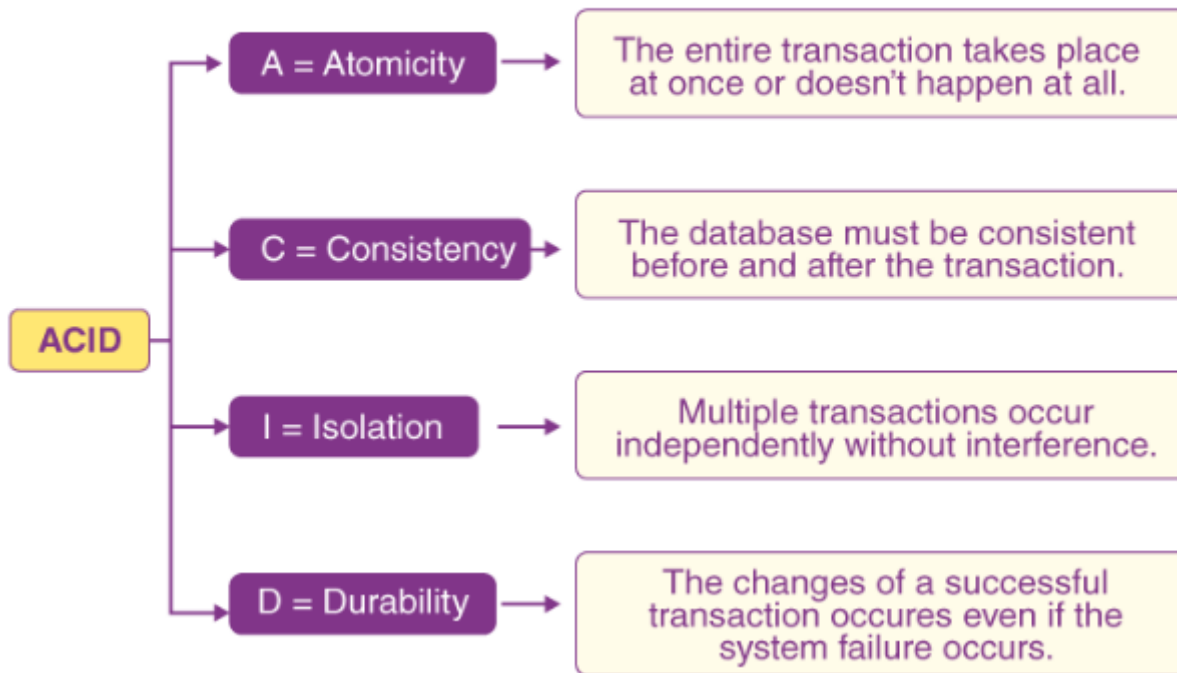 A = Atomicity
The entire transaction takes place
at once or doesn't happen at all.
C = Consistency
The database must be consistent
before and after the transaction.
ACID
I = Isolation
Multiple transactions occur
independently without interference.
D = Durability
The changes of a successful
transaction occures even if the
system failure occurs.